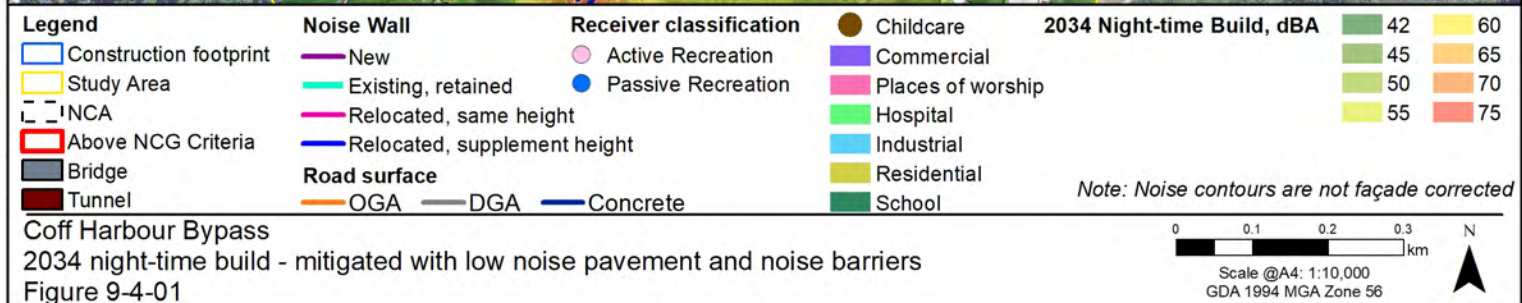 Legend
Construction footprint
Study Area
NCA
Above NCG Criteria
Bridge
Tunnel
Noise Wall
New
Existing, retained
Relocated, same height
Relocated, supplement height
Road surface
OGA DGA Concrete
Receiver classification
Active Recreation
Passive Recreation
Childcare
Commercial
Places of worship
Hospital
Industrial
Residential
School
2034 Night-time Build, dBA
42 60
45 65
50 70
55 75
Note: Noise contours are not façade corrected
Coff Harbour Bypass
2034 night-time build - mitigated with low noise pavement and noise barriers
Figure 9-4-01
0 0.1 0.2 0.3
km
Scale @A4: 1:10,000
GDA 1994 MGA Zone 56
N